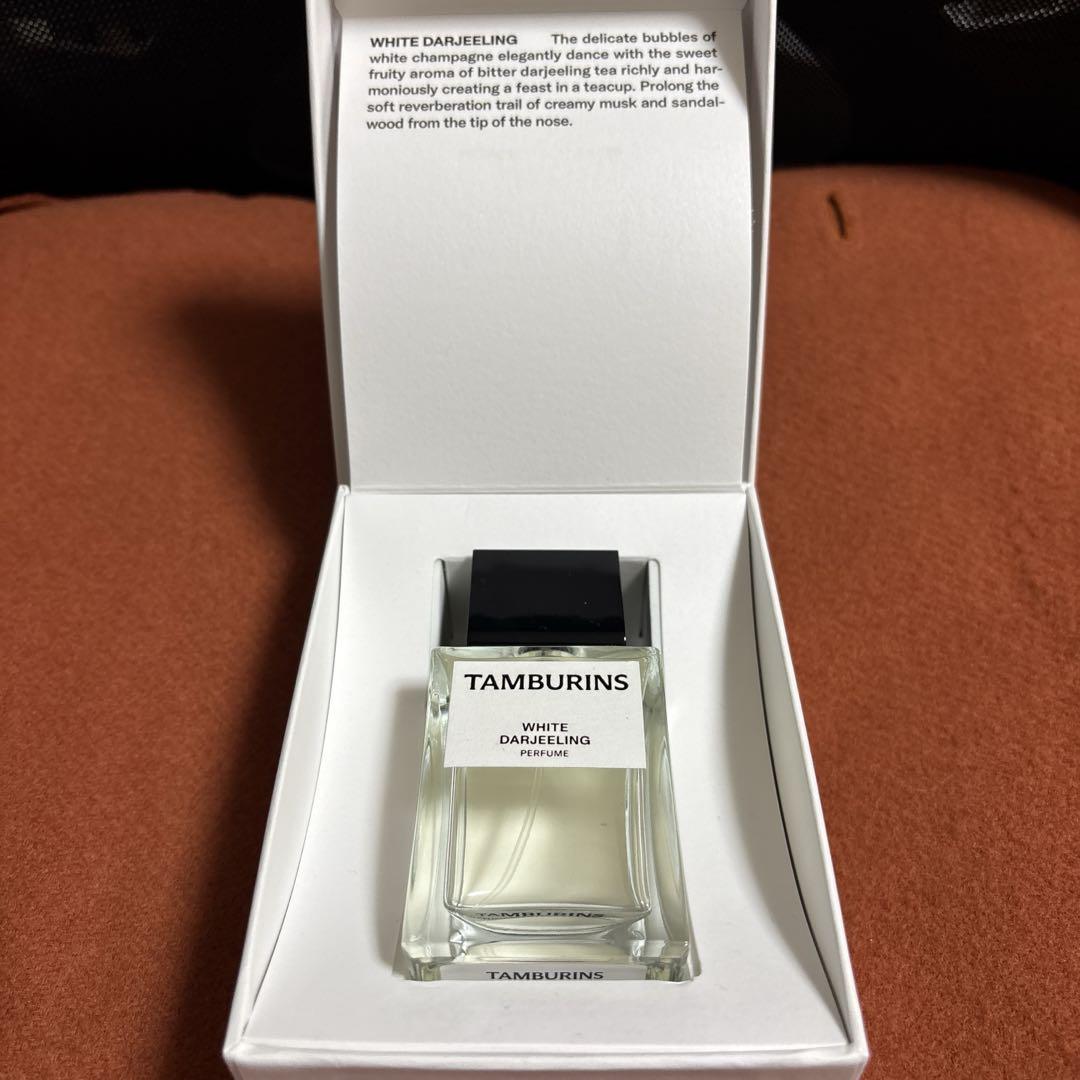 WHITE DARJEELING The delicate bubbles of
white champagne elegantly dance with the sweet
fruity aroma of bitter darjeeling tea richly and har-
moniously creating a feast in a teacup. Prolong the
soft reverberation trail of creamy musk and sandal-
wood from the tip of the nose.
TAMBURINS
WHITE
DARJEELING
PERFUME
TAMBURINS
TAMBURINS